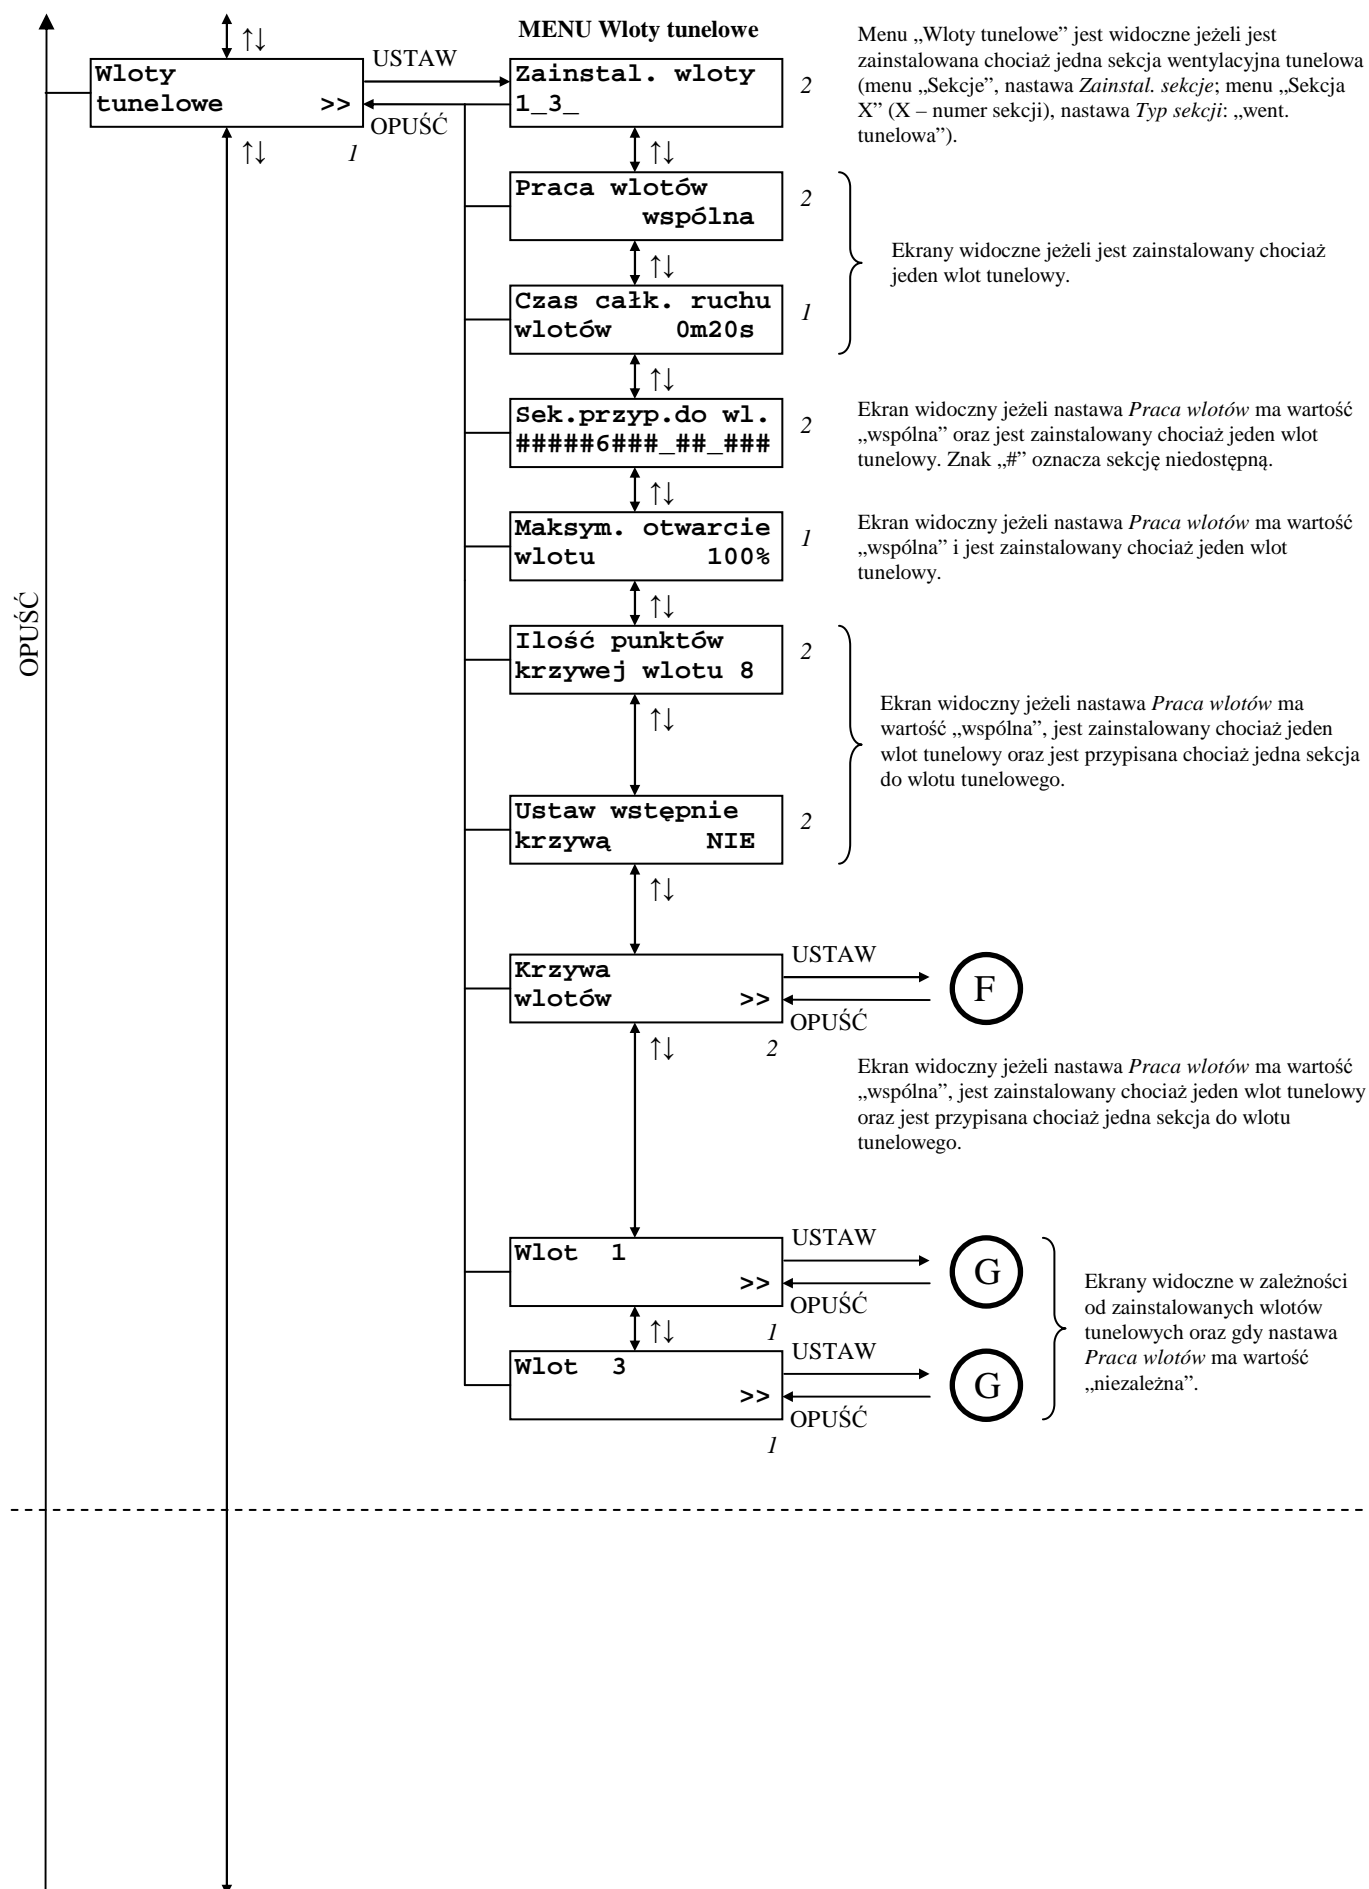 ↑↓
MENU Wloty tunelowe
Wloty
tunelowe >>
↑↓
1
USTAW
OPUŚĆ
Zainstal. wloty
1_3_
2
Menu „Wloty tunelowe” jest widoczne jeżeli jest
zainstalowana chociaż jedna sekcja wentylacyjna tunelowa
(menu „Sekcje”, nastawa Zainstal. sekcje; menu „Sekcja
X” (X – numer sekcji), nastawa Typ sekcji: „went.
tunelowa”).
↑↓
Praca wlotów
wspólna
2
↑↓
Ekrany widoczne jeżeli jest zainstalowany chociaż
jeden wlot tunelowy.
Czas całk. ruchu
wlotów 0m20s
1
↑↓
Sek.przyp.do wl.
#####6###_##_###
2
Ekran widoczny jeżeli nastawa Praca wlotów ma wartość
„wspólna” oraz jest zainstalowany chociaż jeden wlot
tunelowy. Znak „#” oznacza sekcję niedostępną.
↑↓
Maksym. otwarcie
wlotu 100%
1
Ekran widoczny jeżeli nastawa Praca wlotów ma wartość
„wspólna” i jest zainstalowany chociaż jeden wlot
tunelowy.
↑↓
OPUŚĆ
Ilość punktów
krzywej wlotu 8
2
↑↓
Ekran widoczny jeżeli nastawa Praca wlotów ma
wartość „wspólna”, jest zainstalowany chociaż jeden
wlot tunelowy oraz jest przypisana chociaż jedna sekcja
do wlotu tunelowego.
Ustaw wstępnie
krzywą NIE
2
↑↓
Krzywa
wlotów >>
USTAW
OPUŚĆ
F
↑↓
2
Ekran widoczny jeżeli nastawa Praca wlotów ma wartość
„wspólna”, jest zainstalowany chociaż jeden wlot tunelowy
oraz jest przypisana chociaż jedna sekcja do wlotu
tunelowego.
Wlot 1
>>
USTAW
OPUŚĆ
G
1
↑↓
Ekrany widoczne w zależności
od zainstalowanych wlotów
tunelowych oraz gdy nastawa
Praca wlotów ma wartość
„niezależna”.
Wlot 3
>>
USTAW
OPUŚĆ
G
1